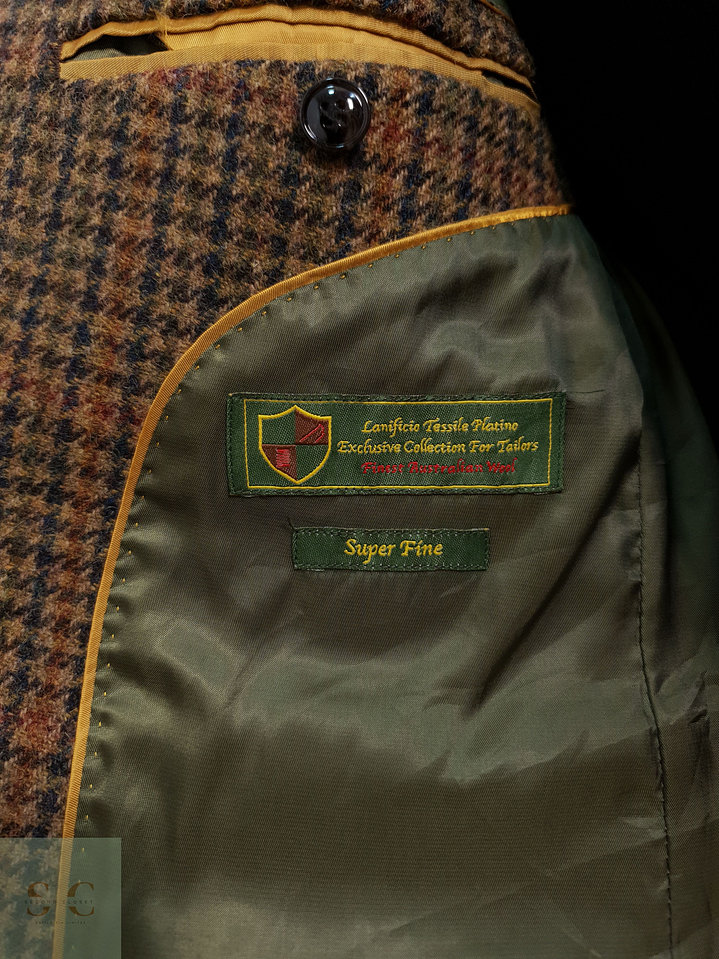 Lanificio Tessile Platino
Exclusive Collection For Tailors
Finest Australian Wool
Super Fine
S C